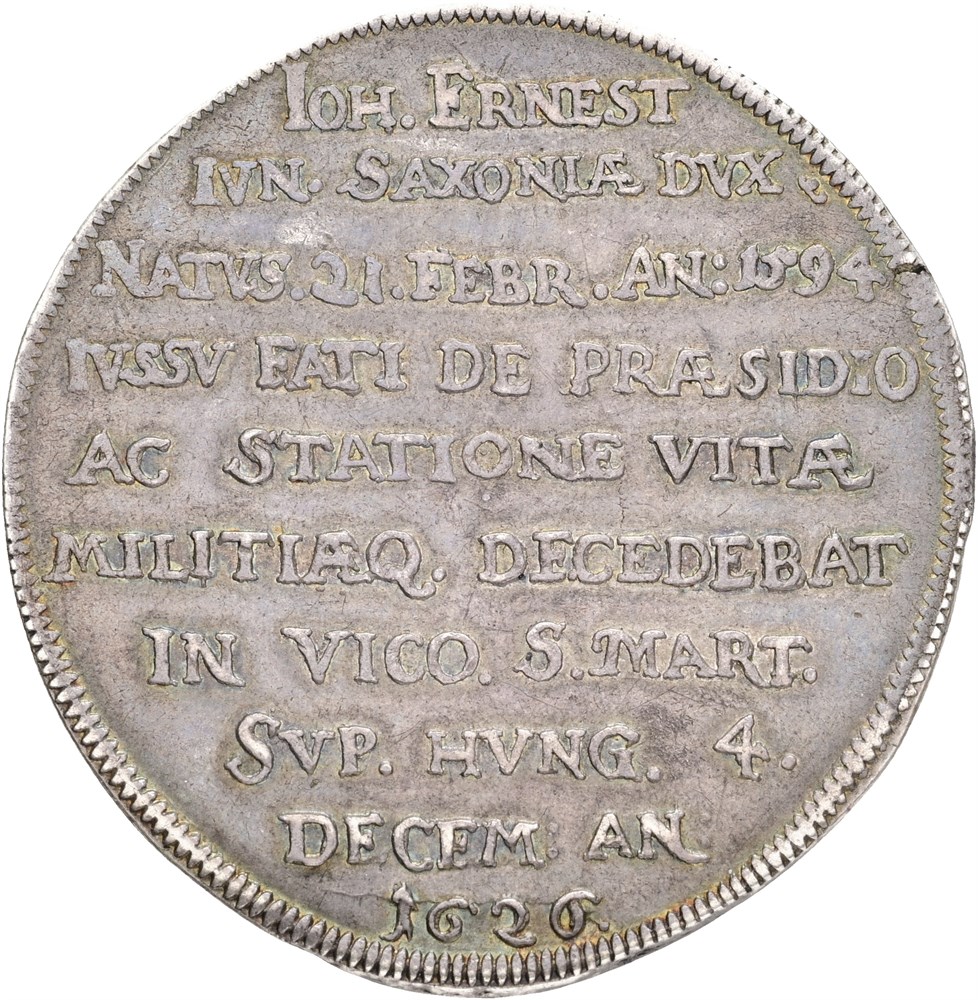 IOH. ERNEST
IVN. SAXONIÆ DVX.
NATVS. 21. FEBR. AN: 1594
IVSSV FATI DE PRÆSIDIO
AC STATIONE VITÆ
MILITIÆQ. DECEDEBAT
IN VICO. S. MART.
SVP. HVNG. 4.
DECEM: AN
1626.